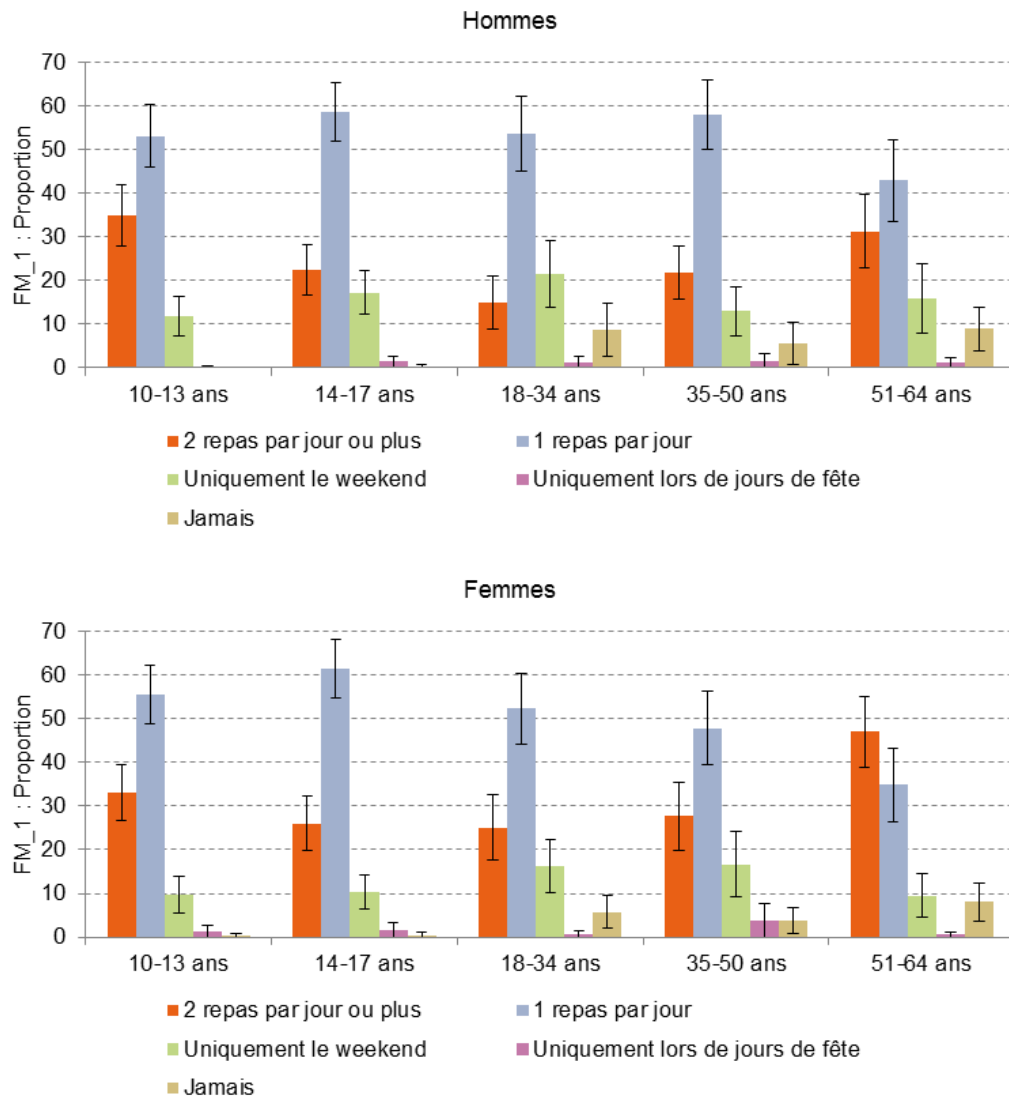 Hommes
70
60
50
40
30
20
10
0
FM_1 : Proportion
10-13 ans 14-17 ans 18-34 ans 35-50 ans 51-64 ans
2 repas par jour ou plus 1 repas par jour
Uniquement le weekend Uniquement lors de jours de fête
Jamais
Femmes
70
60
50
40
30
20
10
0
FM_1 : Proportion
10-13 ans 14-17 ans 18-34 ans 35-50 ans 51-64 ans
2 repas par jour ou plus 1 repas par jour
Uniquement le weekend Uniquement lors de jours de fête
Jamais